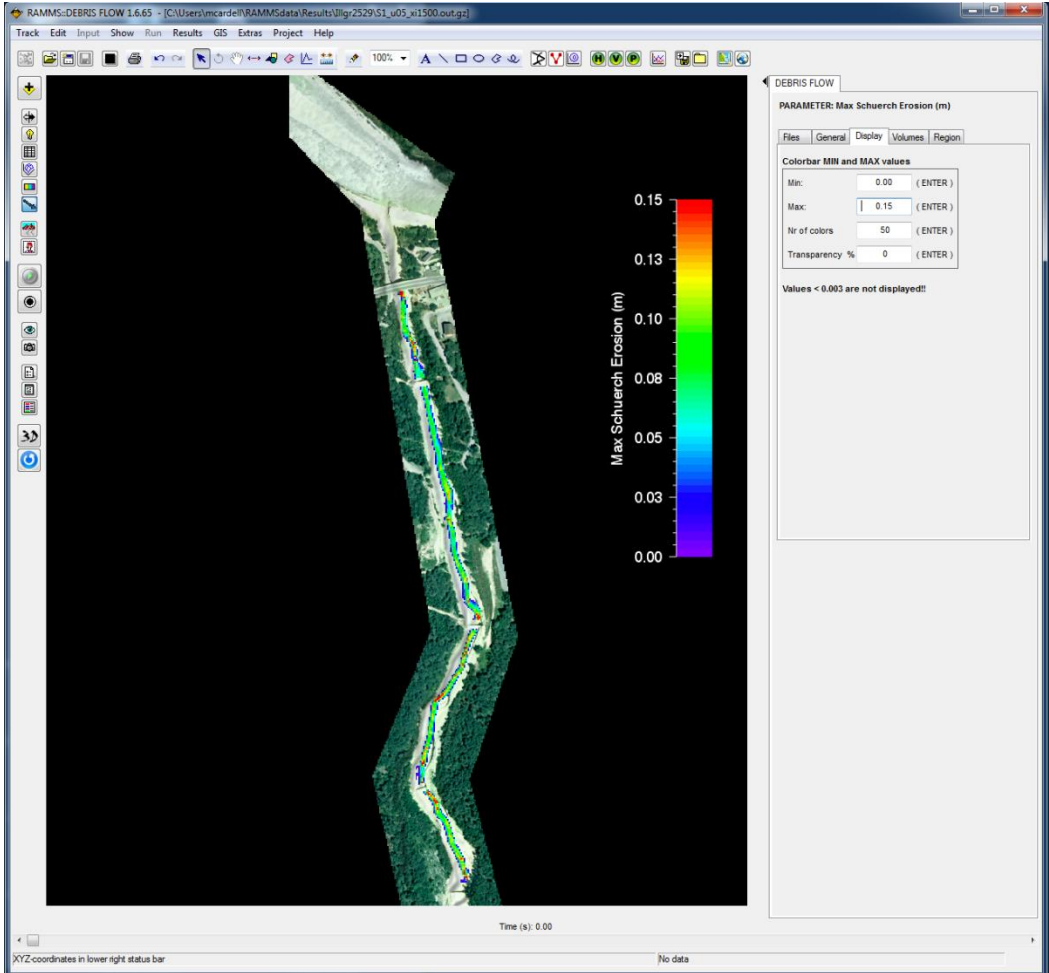 RAMMS::DEBRIS FLOW 1.6.65 - [C:\Users\mcardell\RAMMSdata\Results\Illgr2529\S1_u05_xi1500.out.gz]
Track Edit Input Show Run Results GIS Extras Project Help
100%
A
H V P
DEBRIS FLOW
PARAMETER: Max Schuerch Erosion (m)
Files General Display Volumes Region
Colorbar MIN and MAX values
Min: 0.00 ( ENTER )
Max: 0.15 ( ENTER )
Nr of colors 50 ( ENTER )
Transparency % 0 ( ENTER )
Values < 0.003 are not displayed!!
Max Schuerch Erosion (m)
0.15
0.13
0.10
0.08
0.05
0.03
0.00
3D
Time (s): 0.00
XYZ-coordinates in lower right status bar
No data